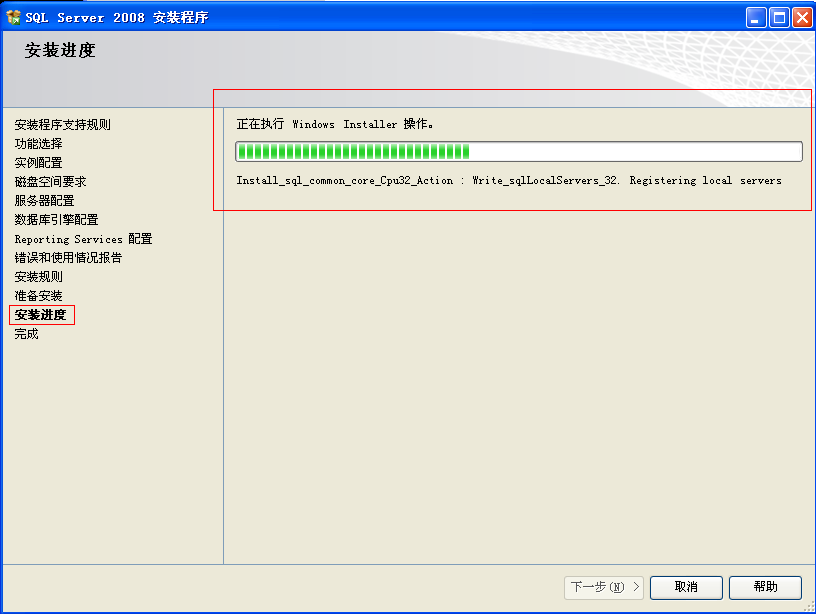 SQL Server 2008 安装程序
安装进度
安装程序支持规则
功能选择
实例配置
磁盘空间要求
服务器配置
数据库引擎配置
Reporting Services 配置
错误和使用情况报告
安装规则
准备安装
安装进度
完成
正在执行 Windows Installer 操作。
Install_sql_common_core_Cpu32_Action : Write_sqlLocalServers_32. Registering local servers
下一步(N) >
取消
帮助